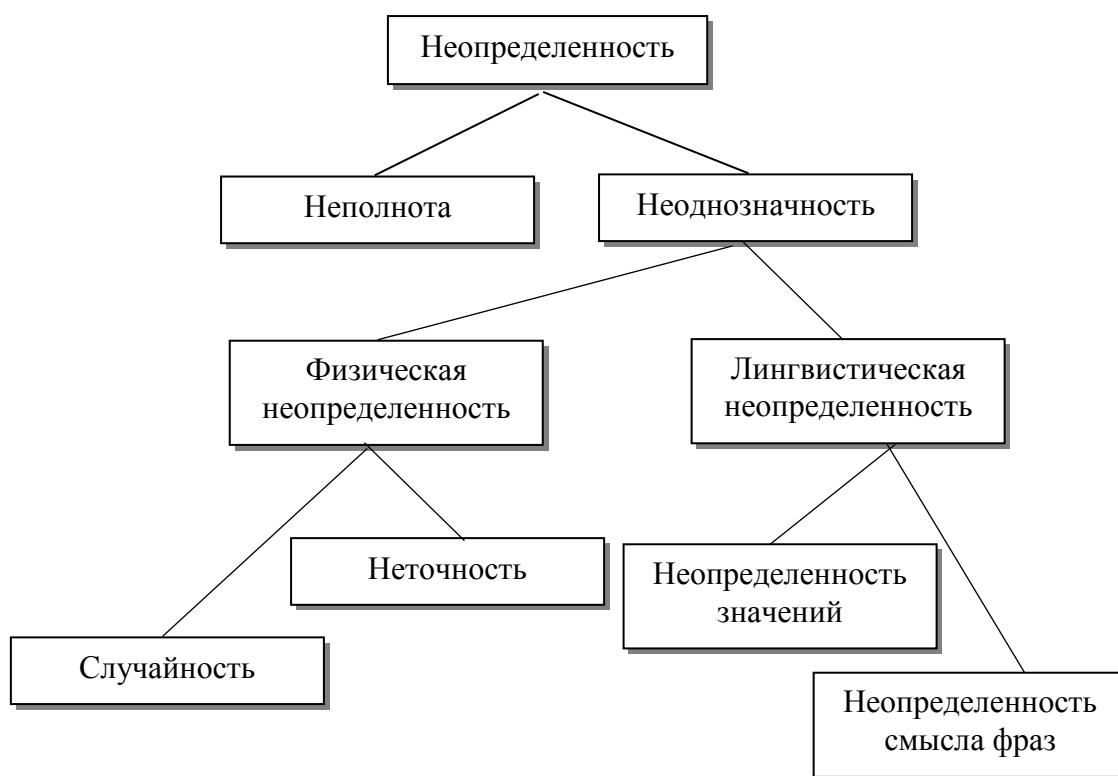 Неопределенность
Неполнота
Неоднозначность
Физическая
неопределенность
Лингвистическая
неопределенность
Неточность
Неопределенность
значений
Случайность
Неопределенность
смысла фраз